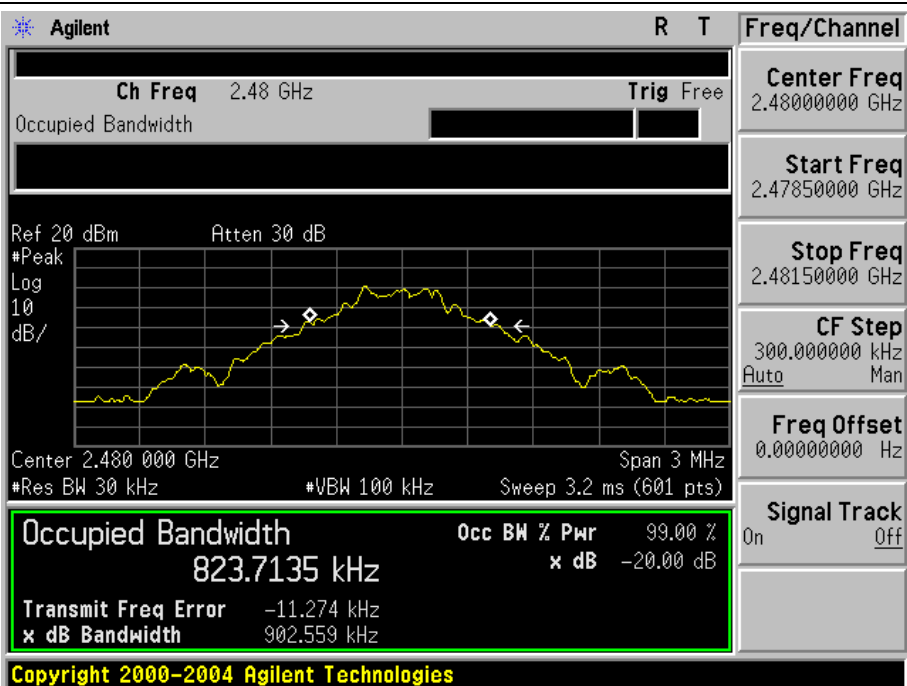 Agilent R T Freq/Channel
Ch Freq 2.48 GHz Trig Free
Occupied Bandwidth
Center Freq
2.48000000 GHz
Start Freq
2.47850000 GHz
Stop Freq
2.48150000 GHz
CF Step
300.000000 kHz
Auto Man
Freq Offset
0.00000000 Hz
Signal Track
On Off
Ref 20 dBm Atten 30 dB
#Peak
Log
10
dB/
Center 2.480 000 GHz Span 3 MHz
#Res BW 30 kHz #VBW 100 kHz Sweep 3.2 ms (601 pts)
Occupied Bandwidth Occ BW % Pwr 99.00 %
823.7135 kHz x dB -20.00 dB
Transmit Freq Error -11.274 kHz
x dB Bandwidth 902.559 kHz
Copyright 2000-2004 Agilent Technologies